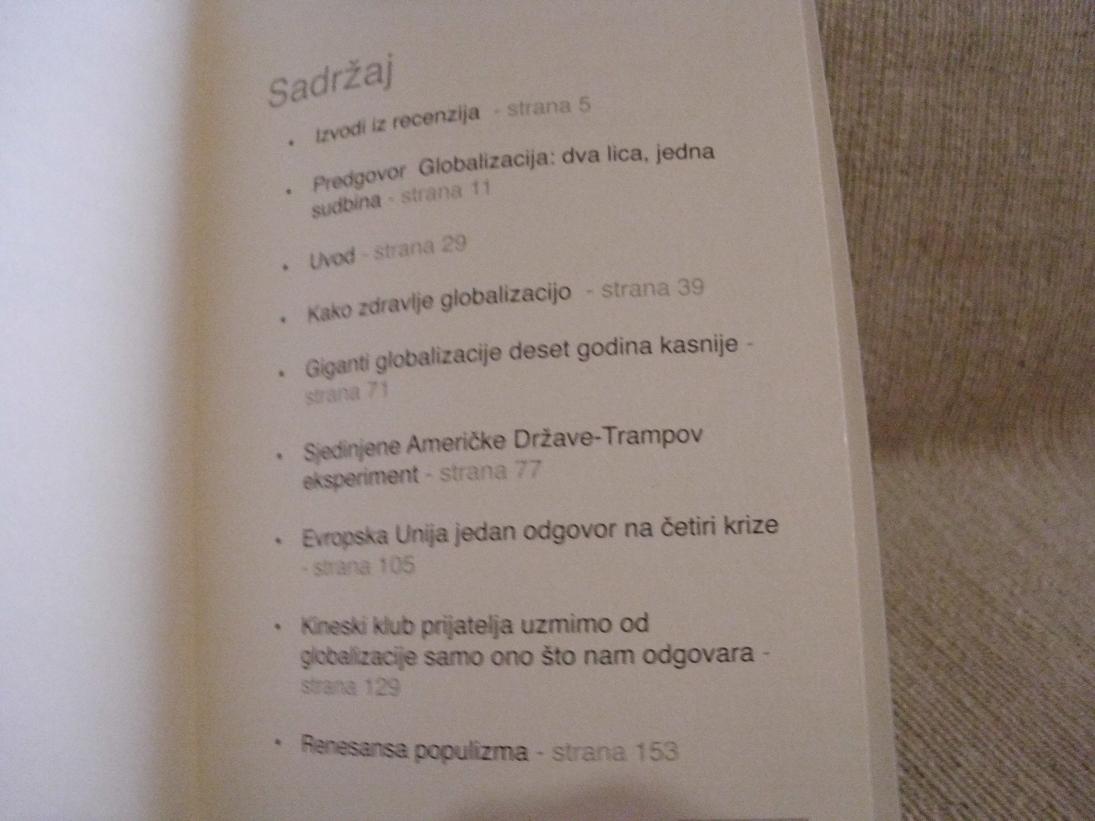 Sadržaj
• Izvodi iz recenzija - strana 5
• Predgovor Globalizacija: dva lica, jedna
sudbina - strana 11
• Uvod - strana 29
• Kako zdravlje globalizacijo - strana 39
• Giganti globalizacije deset godina kasnije -
strana 71
• Sjedinjene Američke Države-Trampov
eksperiment - strana 77
• Evropska Unija jedan odgovor na četiri krize
- strana 105
• Kineski klub prijatelja uzmimo od
globalizacije samo ono što nam odgovara -
strana 129
• Renesansa populizma - strana 153